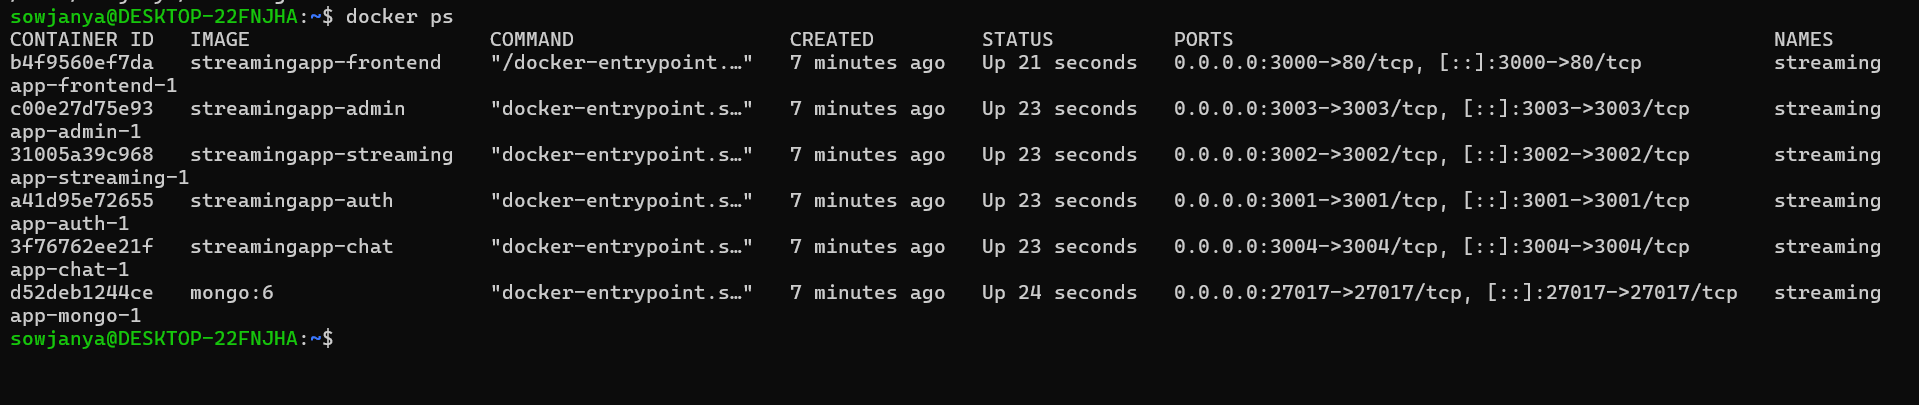 sowjanya@DESKTOP-22FNJHA:~$ docker ps
CONTAINER ID   IMAGE                    COMMAND                  CREATED         STATUS          PORTS                                             NAMES
b4f9560ef7da   streamingapp-frontend    "/docker-entrypoint.…"   7 minutes ago   Up 21 seconds   0.0.0.0:3000->80/tcp, [::]:3000->80/tcp           streaming
app-frontend-1
c00e27d75e93   streamingapp-admin       "docker-entrypoint.s…"   7 minutes ago   Up 23 seconds   0.0.0.0:3003->3003/tcp, [::]:3003->3003/tcp       streaming
app-admin-1
31005a39c968   streamingapp-streaming   "docker-entrypoint.s…"   7 minutes ago   Up 23 seconds   0.0.0.0:3002->3002/tcp, [::]:3002->3002/tcp       streaming
app-streaming-1
a41d95e72655   streamingapp-auth        "docker-entrypoint.s…"   7 minutes ago   Up 23 seconds   0.0.0.0:3001->3001/tcp, [::]:3001->3001/tcp       streaming
app-auth-1
3f76762ee21f   streamingapp-chat        "docker-entrypoint.s…"   7 minutes ago   Up 23 seconds   0.0.0.0:3004->3004/tcp, [::]:3004->3004/tcp       streaming
app-chat-1
d52deb1244ce   mongo:6                  "docker-entrypoint.s…"   7 minutes ago   Up 24 seconds   0.0.0.0:27017->27017/tcp, [::]:27017->27017/tcp   streaming
app-mongo-1
sowjanya@DESKTOP-22FNJHA:~$